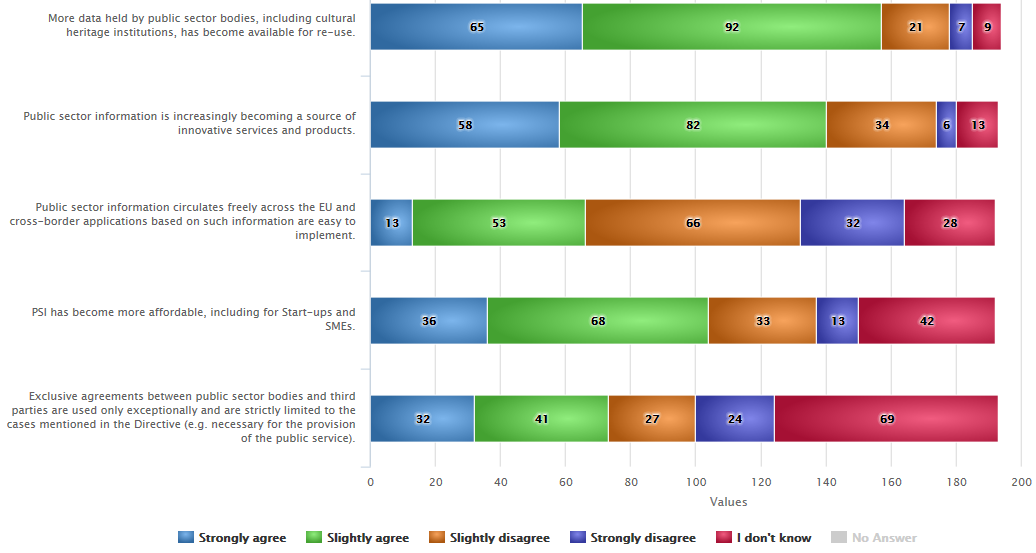 More data held by public sector bodies, including cultural
heritage institutions, has become available for re-use.
65 92 21 7 9
Public sector information is increasingly becoming a source of
innovative services and products.
58 82 34 6 13
Public sector information circulates freely across the EU and
cross-border applications based on such information are easy to
implement.
13 53 66 32 28
PSI has become more affordable, including for Start-ups and
SMEs.
36 68 33 13 42
Exclusive agreements between public sector bodies and third
parties are used only exceptionally and are strictly limited to the
cases mentioned in the Directive (e.g. necessary for the provision
of the public service).
32 41 27 24 69
0 20 40 60 80 100 120 140 160 180 200
Values
Strongly agree Slightly agree Slightly disagree Strongly disagree I don't know No Answer